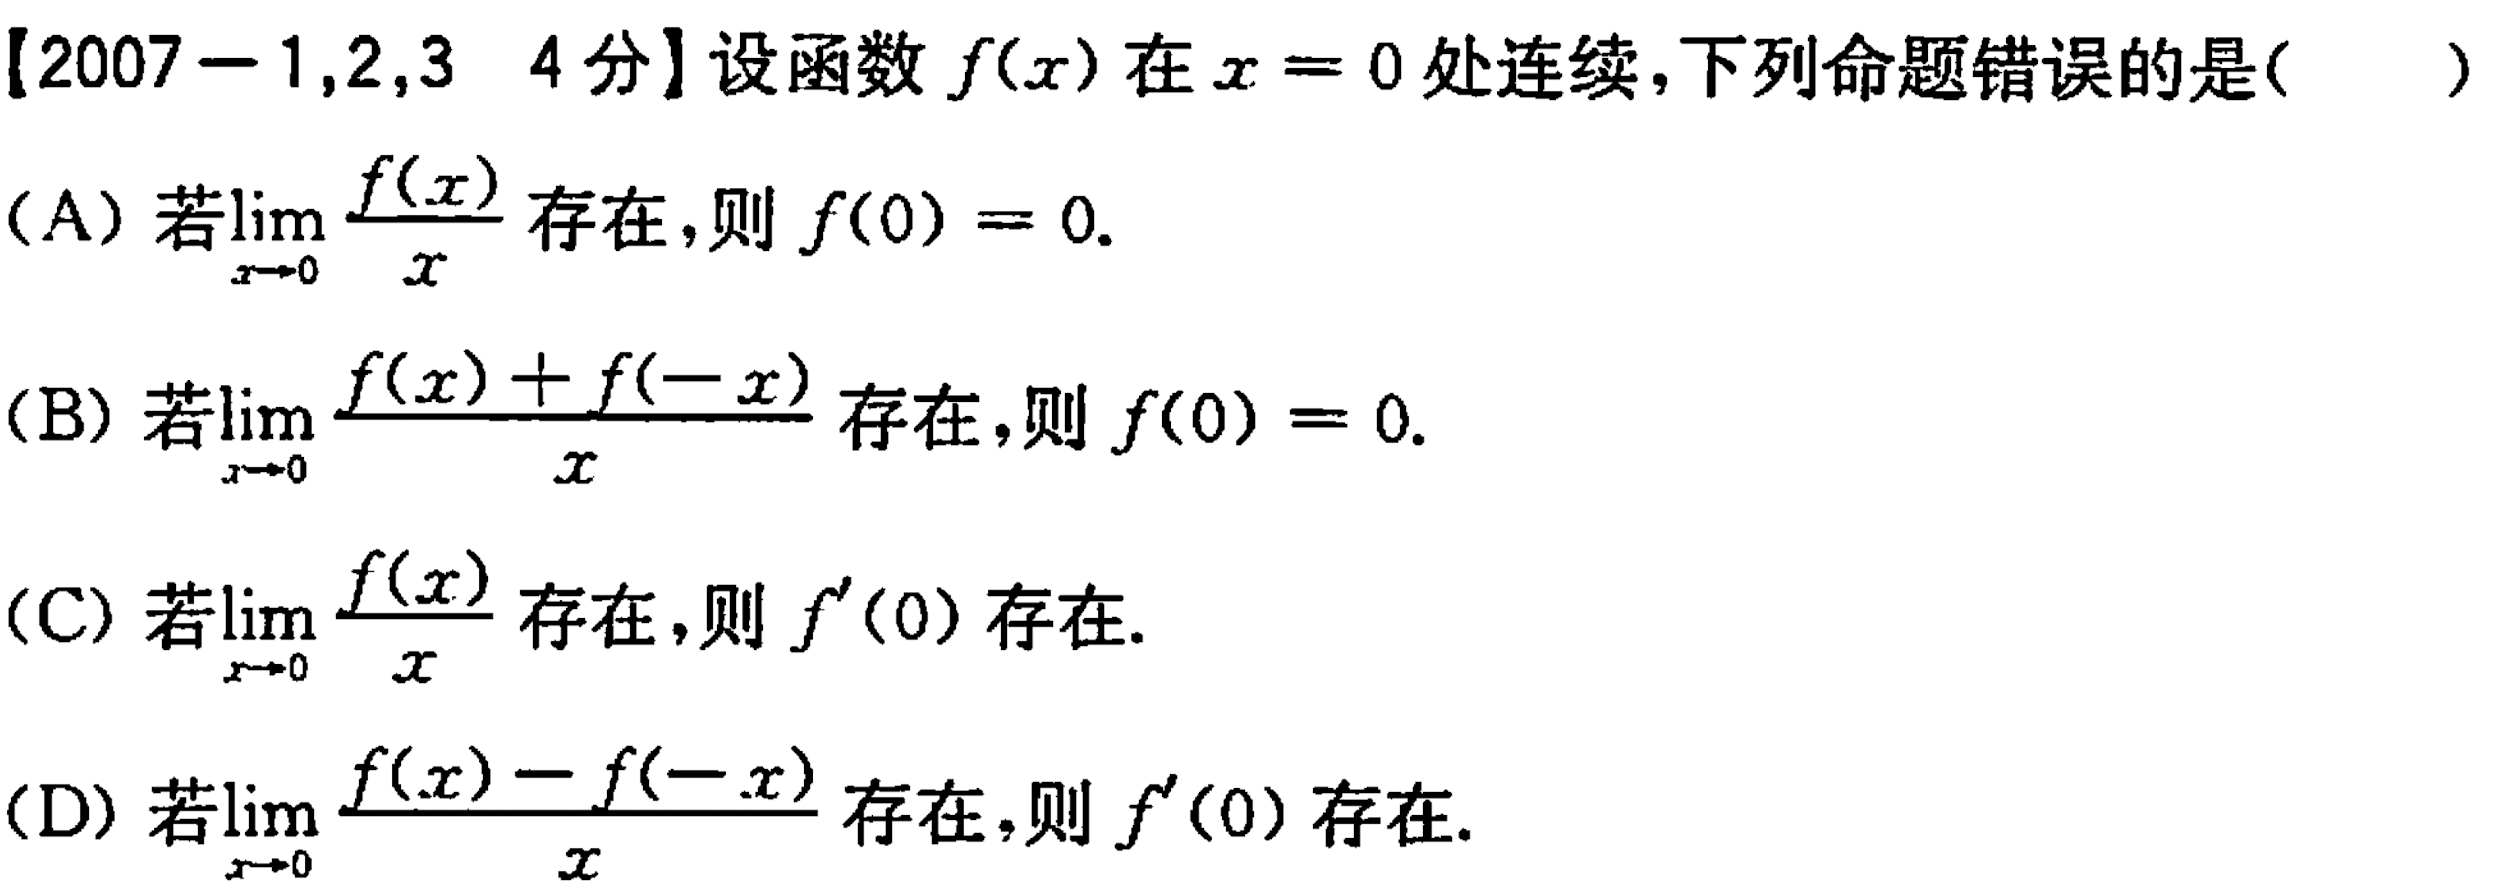 【2007—1,2,3 4分】设函数 f(x) 在 x = 0 处连续,下列命题错误的是( )
(A) 若 $\lim\limits_{x\to 0} \frac{f(x)}{x}$ 存在,则 f(0) = 0.
(B) 若 $\lim\limits_{x\to 0} \frac{f(x)+f(-x)}{x}$ 存在,则 f(0) = 0.
(C) 若 $\lim\limits_{x\to 0} \frac{f(x)}{x}$ 存在,则 f′(0) 存在.
(D) 若 $\lim\limits_{x\to 0} \frac{f(x)-f(-x)}{x}$ 存在,则 f′(0) 存在.